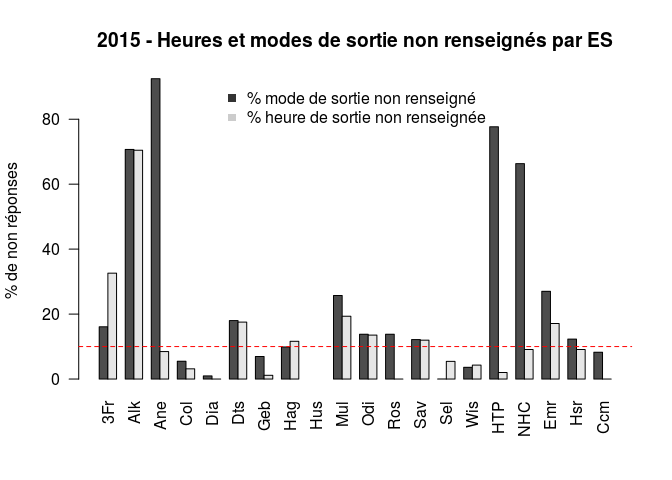 2015 - Heures et modes de sortie non renseignés par ES
% mode de sortie non renseigné
% heure de sortie non renseignée
% de non réponses
80
60
40
20
0
3Fr
Alk
Ane
Col
Dia
Dts
Geb
Hag
Hus
Mul
Odi
Ros
Sav
Sel
Wis
HTP
NHC
Emr
Hsr
Ccm